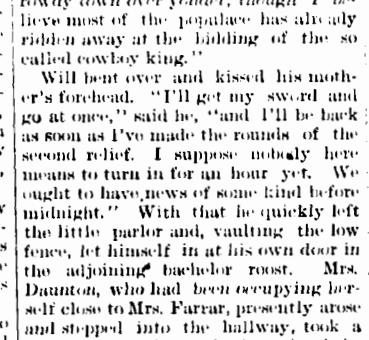 rowdy down over yonder, though I be-
lieve most of the populace has already
ridden away at the bidding of the so
called cowboy king."
Will bent over and kissed his moth-
er's forehead. "I'll get my sword and
go at once," said he, "and I'll be back
as soon as I've made the rounds of the
second relief. I suppose nobody here
means to turn in for an hour yet. We
ought to have news of some kind before
midnight." With that he quickly left
the little parlor and, vaulting the low
fence, let himself in at his own door in
the adjoining bachelor roost. Mrs.
Daunton, who had been occupying her-
self close to Mrs. Farrar, presently arose
and stepped into the hallway, took a